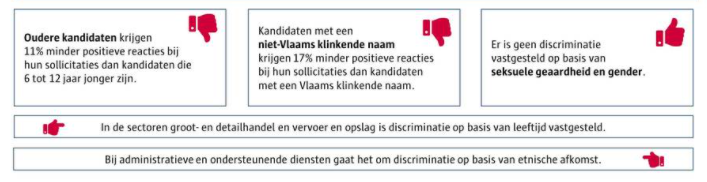 Oudere kandidaten krijgen
11% minder positieve reacties bij
hun sollicitaties dan kandidaten die
6 tot 12 jaar jonger zijn.
Kandidaten met een
niet-Vlaams klinkende naam
krijgen 17% minder positieve reacties
bij hun sollicitaties dan kandidaten
met een Vlaams klinkende naam.
Er is geen discriminatie
vastgesteld op basis van
seksuele geaardheid en gender.
In de sectoren groot- en detailhandel en vervoer en opslag is discriminatie op basis van leeftijd vastgesteld.
Bij administratieve en ondersteunende diensten gaat het om discriminatie op basis van etnische afkomst.